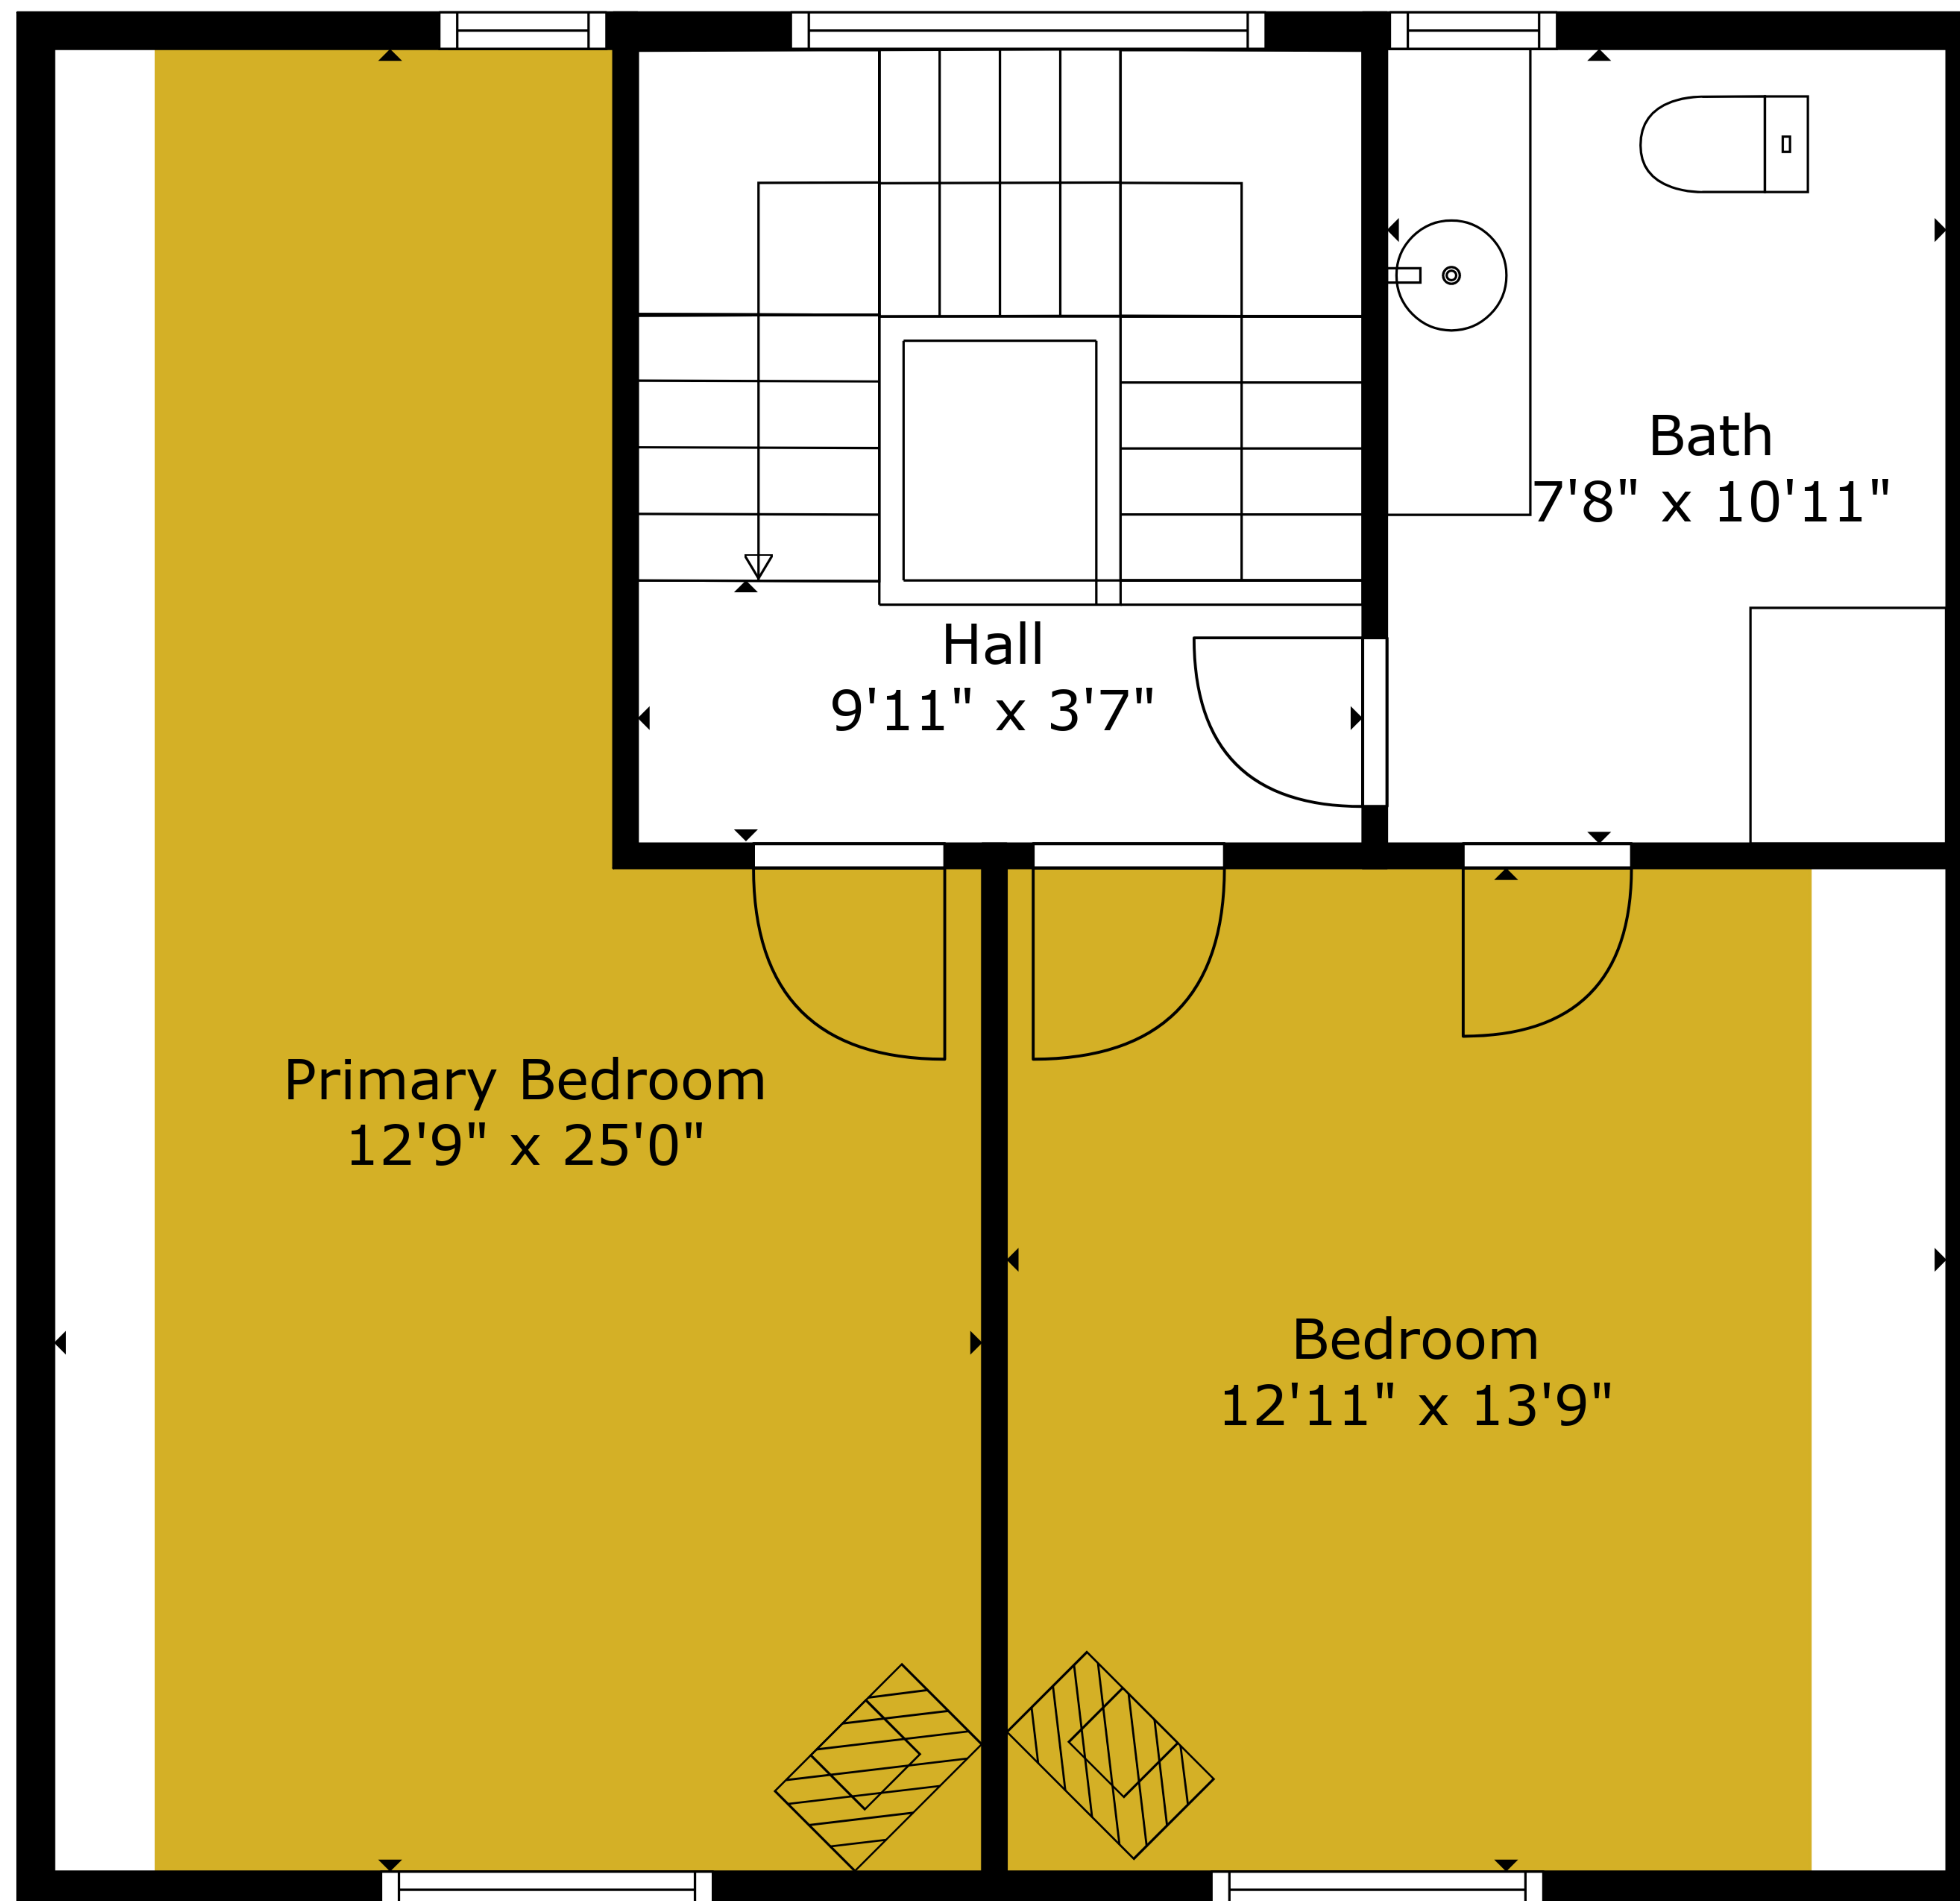 Bath
7'8" x 10'11"
Hall
9'11" x 3'7"
Primary Bedroom
12'9" x 25'0"
Bedroom
12'11" x 13'9"